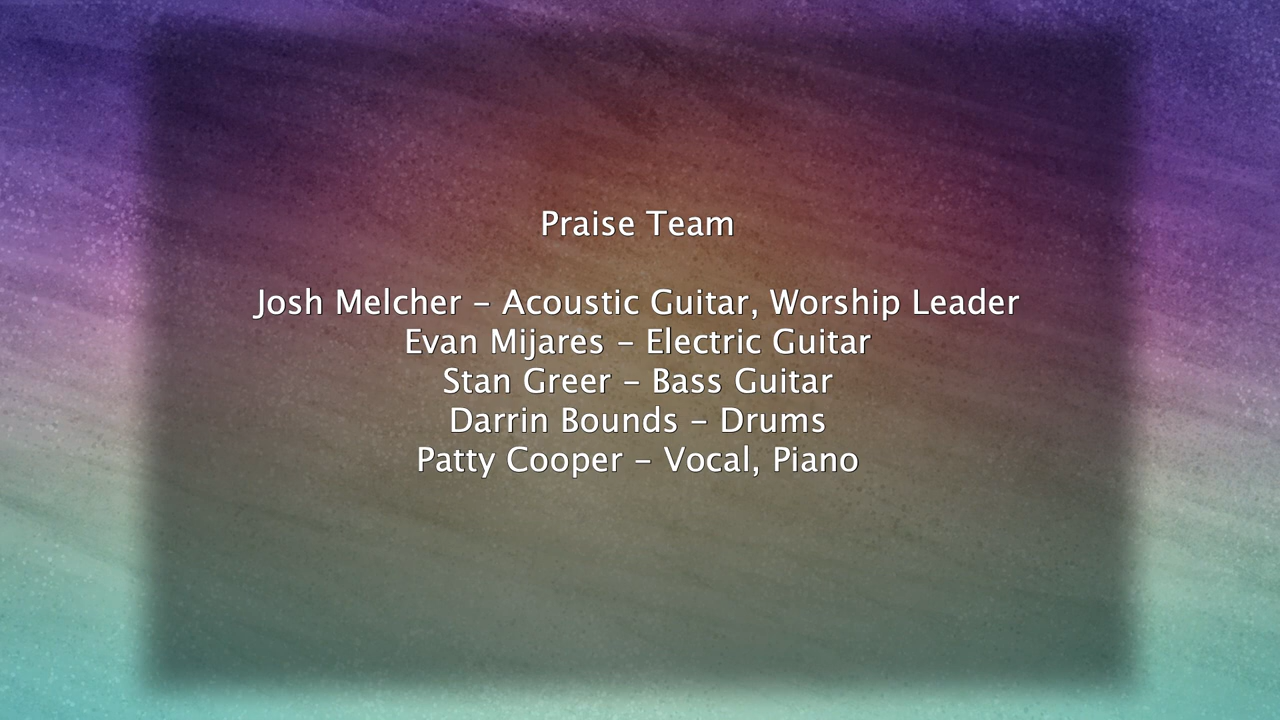 Praise Team
Josh Melcher – Acoustic Guitar, Worship Leader
Evan Mijares – Electric Guitar
Stan Greer – Bass Guitar
Darrin Bounds – Drums
Patty Cooper – Vocal, Piano